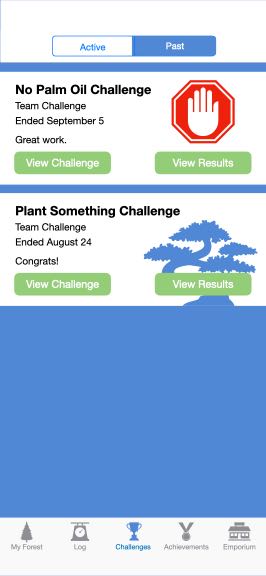 Active Past
No Palm Oil Challenge
Team Challenge
Ended September 5
Great work.
View Challenge View Results
Plant Something Challenge
Team Challenge
Ended August 24
Congrats!
View Challenge View Results
My Forest Log Challenges Achievements Emporium